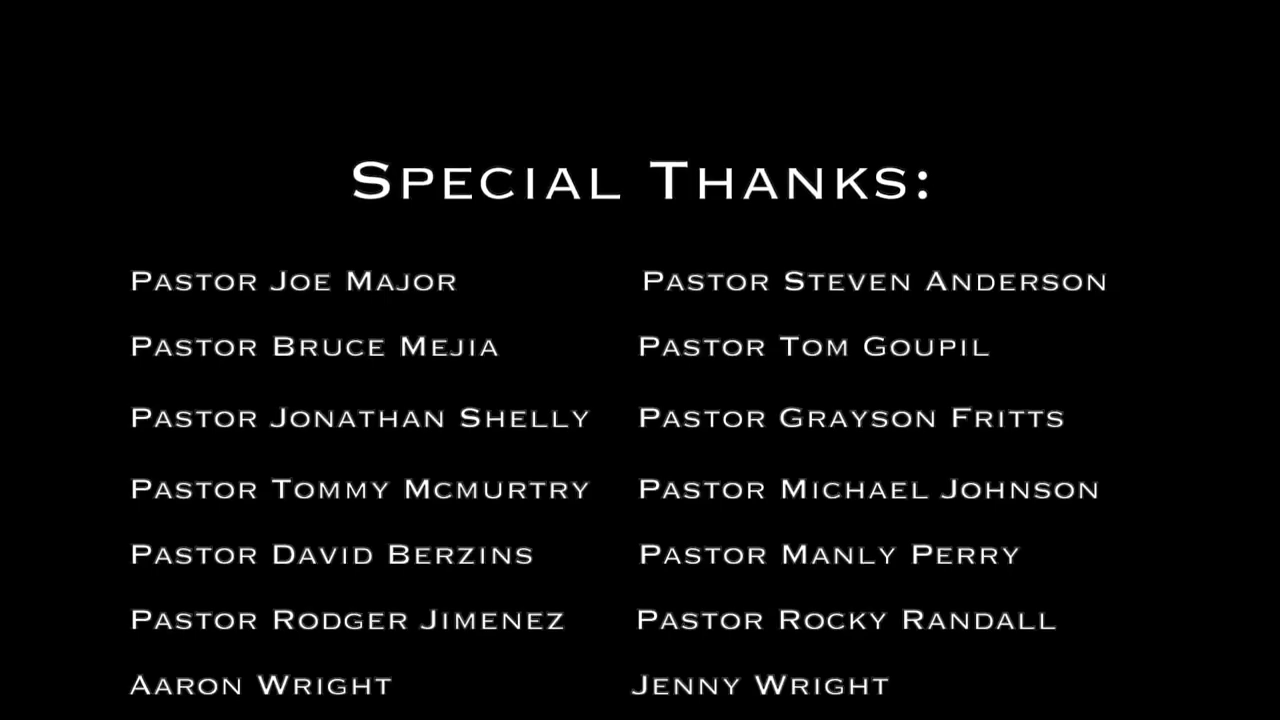 Special Thanks:
Pastor Joe Major Pastor Steven Anderson
Pastor Bruce Mejia Pastor Tom Goupil
Pastor Jonathan Shelly Pastor Grayson Fritts
Pastor Tommy Mcmurtry Pastor Michael Johnson
Pastor David Berzins Pastor Manly Perry
Pastor Rodger Jimenez Pastor Rocky Randall
Aaron Wright Jenny Wright